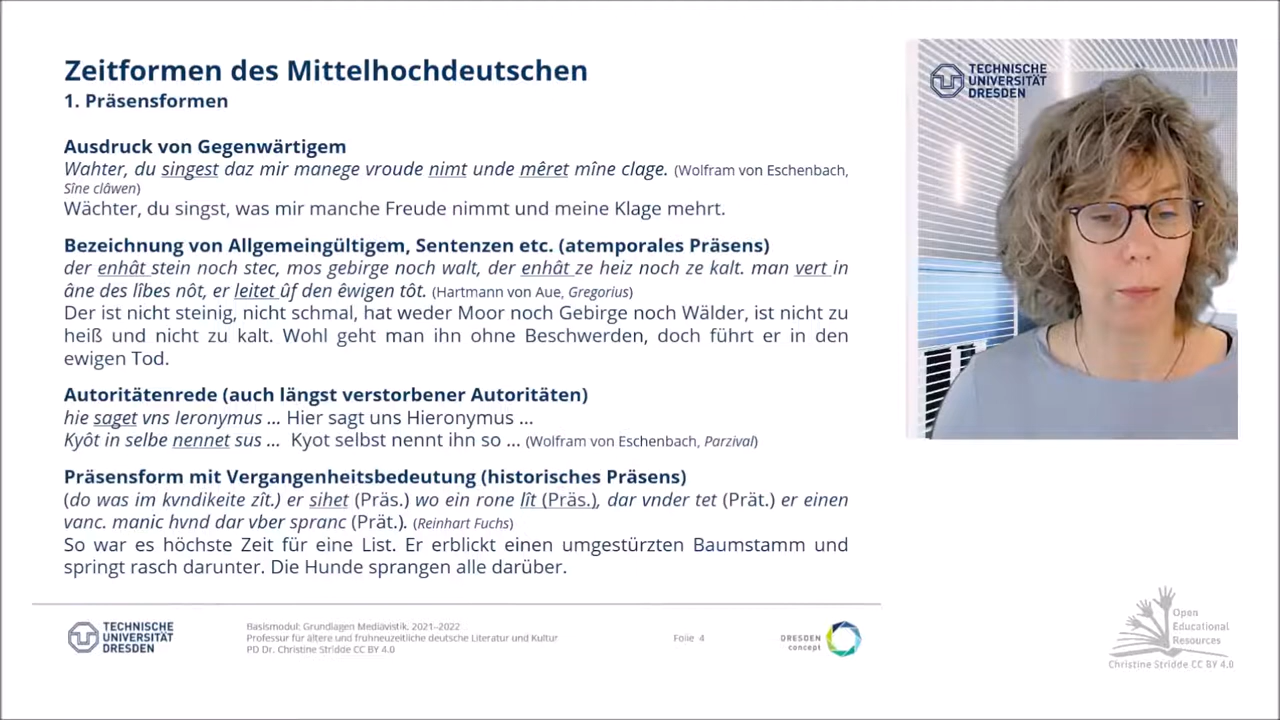 Zeitformen des Mittelhochdeutschen
1. Präsensformen
Ausdruck von Gegenwärtigem
Wahter, du singest daz mir manege vroude nimt unde mêret mîne clage. (Wolfram von Eschenbach,
Sîne clâwen)
Wächter, du singst, was mir manche Freude nimmt und meine Klage mehrt.
Bezeichnung von Allgemeingültigem, Sentenzen etc. (atemporales Präsens)
der enhât stein noch stec, mos gebirge noch walt, der enhât ze heiz noch ze kalt. man vert in
âne des lîbes nôt, er leitet ûf den êwigen tôt. (Hartmann von Aue, Gregorius)
Der ist nicht steinig, nicht schmal, hat weder Moor noch Gebirge noch Wälder, ist nicht zu
heiß und nicht zu kalt. Wohl geht man ihn ohne Beschwerden, doch führt er in den
ewigen Tod.
Autoritätenrede (auch längst verstorbener Autoritäten)
hie saget vns Ieronymus ... Hier sagt uns Hieronymus ...
Kyôt in selbe nennet sus ... Kyot selbst nennt ihn so ... (Wolfram von Eschenbach, Parzival)
Präsensform mit Vergangenheitsbedeutung (historisches Präsens)
(do was im kvndikeite zît.) er sihet (Präs.) wo ein rone lît (Präs.), dar vnder tet (Prät.) er einen
vanc. manic hvnd dar vber spranc (Prät.). (Reinhart Fuchs)
So war es höchste Zeit für eine List. Er erblickt einen umgestürzten Baumstamm und
springt rasch darunter. Die Hunde sprangen alle darüber.
TECHNISCHE
UNIVERSITÄT
DRESDEN
Basismodul: Grundlagen Mediävistik, 2021–2022
Professur für ältere und frühneuzeitliche deutsche Literatur und Kultur
PD Dr. Christine Stridde CC BY 4.0
Folie 4
DRESDEN
concept
TECHNISCHE
UNIVERSITÄT
DRESDEN
Open
Educational
Resources
Christine Stridde CC BY 4.0